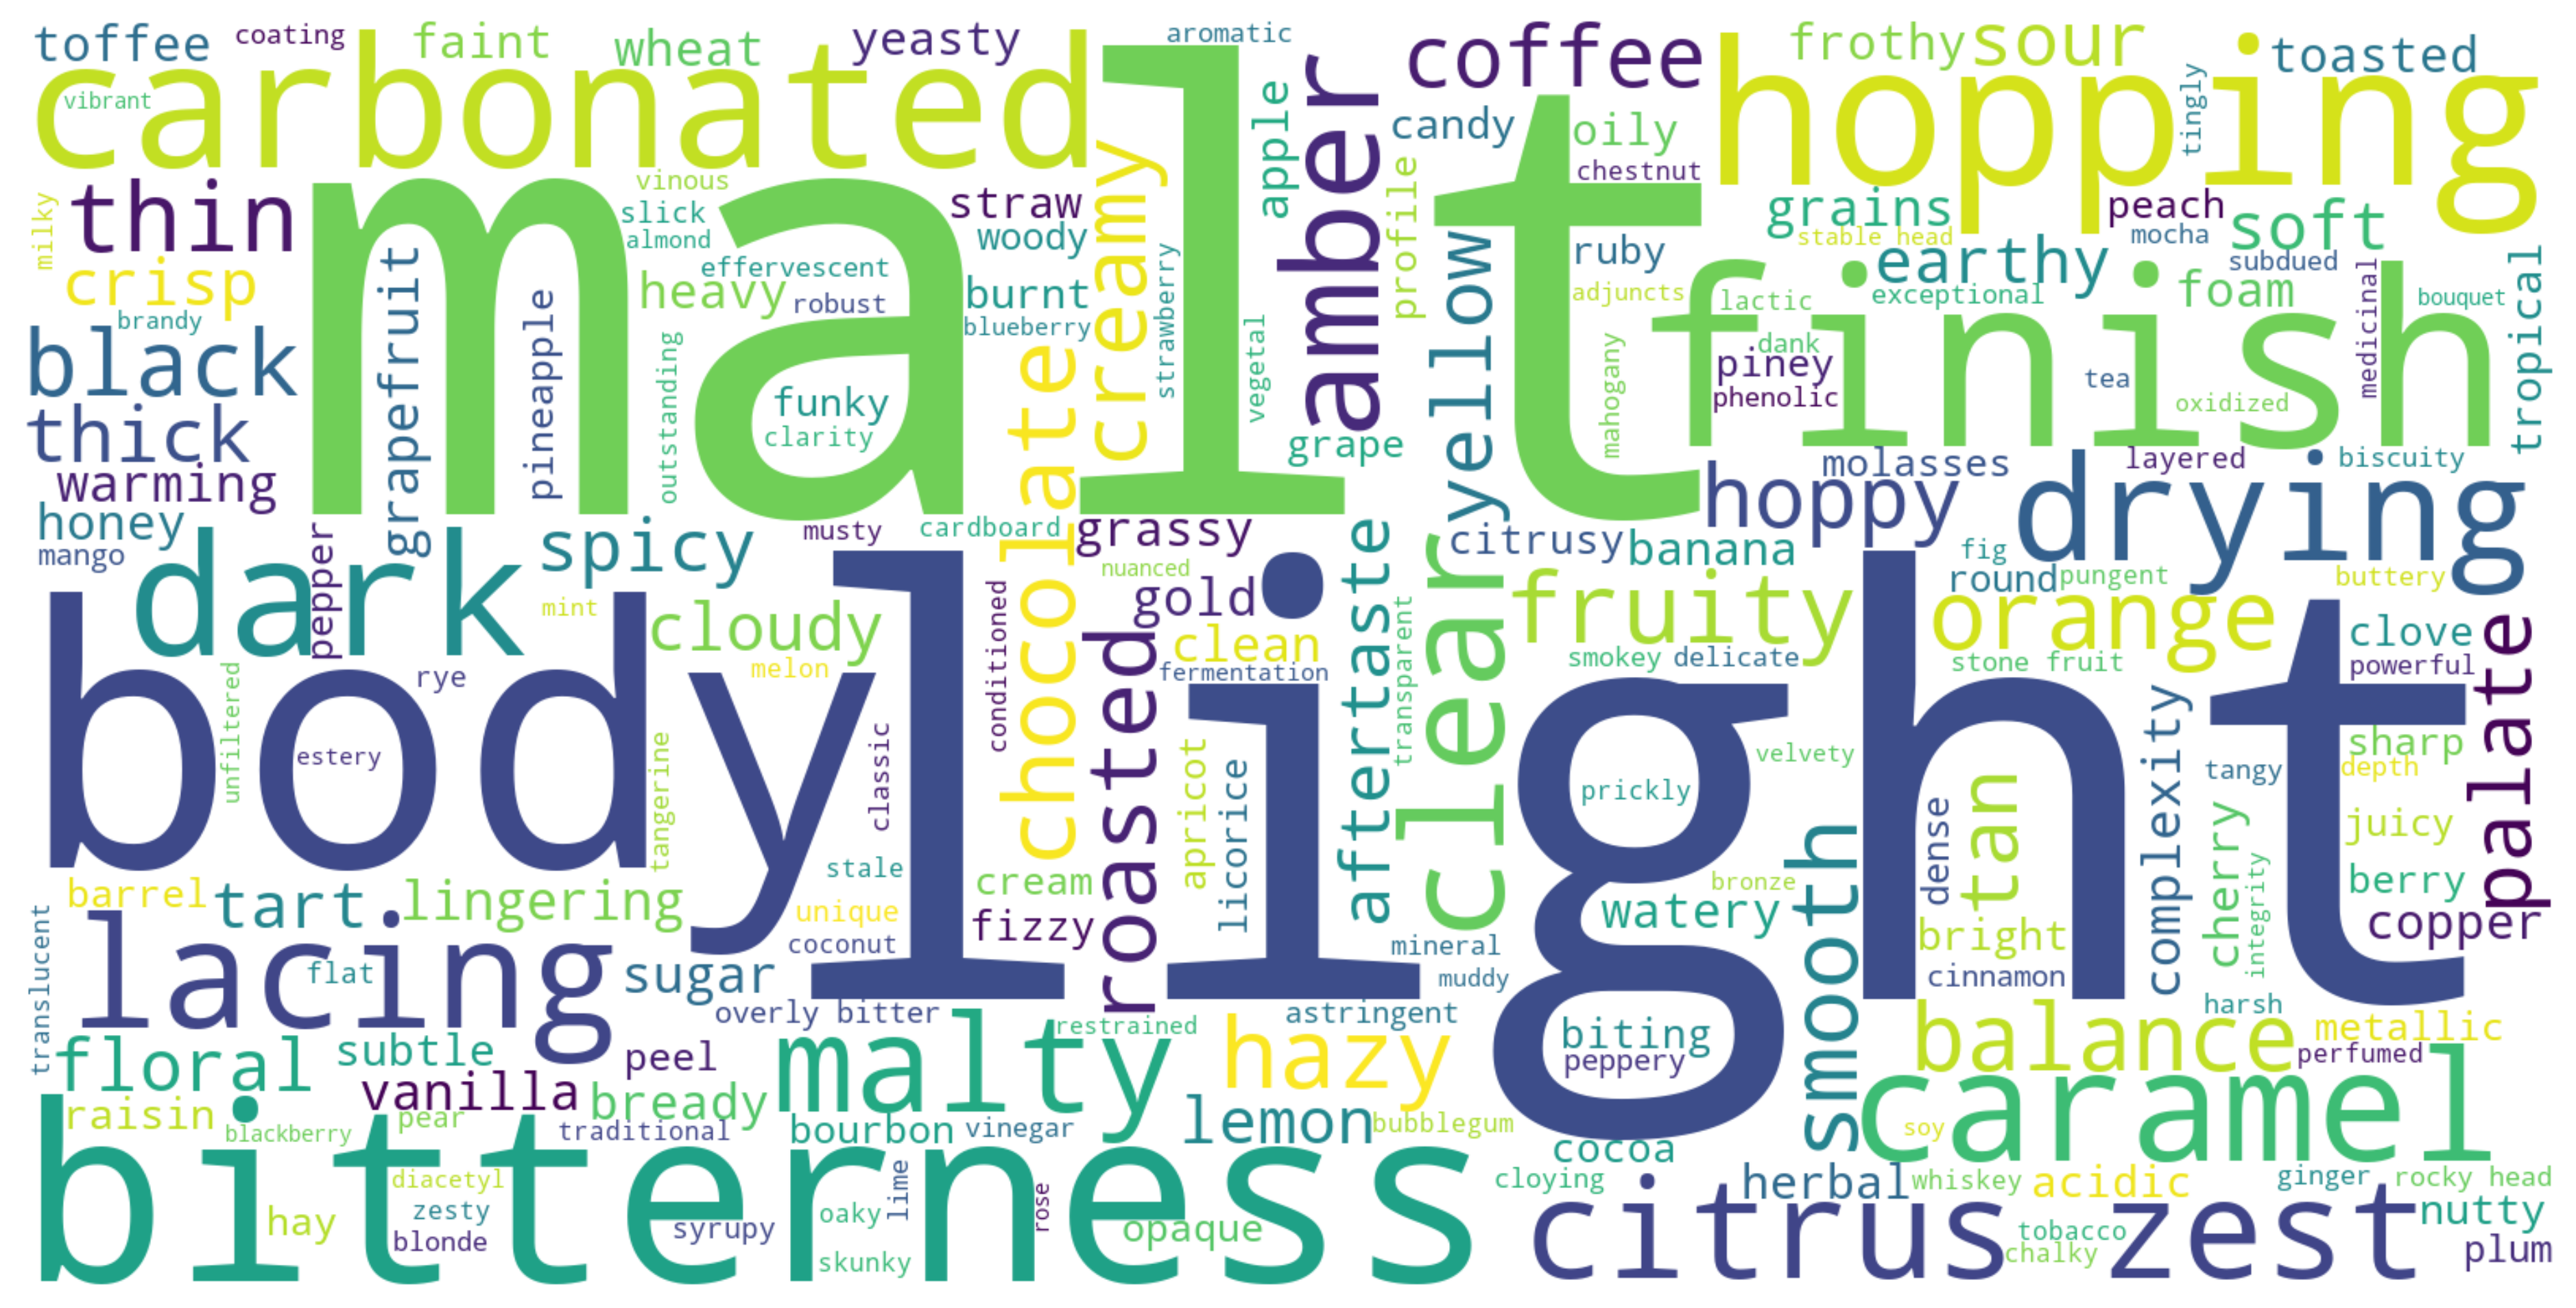 toffee
coating
faint
wheat
yeasty
aromatic
coffee
frothy
sour
toasted
carbonated
vibrant
malt
amber
apple
candy
oily
hopping
tingly
chestnut
thin
milky
vinous
slick
almond
straw
woody
creamy
profile
grains
stable head
peach
mocha
soft
subdued
crisp
brandy
grapefruit
pineapple
effervescent
heavy
robust
burnt
blueberry
strawberry
vegetal
ruby
adjuncts
lactic
earthy
exceptional
foam
medicinal
bouquet
tropical
black
outstanding
funky
clarity
chocolate
yellow
mahogany
finish
dank
piney
phenolic
tea
oxidized
thick
warming
grape
molasses
layered
biscuity
honey
mango
pepper
dark
spicy
musty
cardboard
grassy
nuanced
citrusy
banana
hoppy
drying
fig
round
pungent
buttery
mint
cloudy
melon
conditioned
gold
clean
fermentation
aftertaste
transparent
clear
fruity
smokey
delicate
orange
stone fruit
clove
powerful
palate
body
light
unfiltered
rye
estery
tangerine
classic
roasted
apricot
licorice
velvety
prickly
dense
tan
complexity
tangy
sharp
depth
juicy
cherry
integrity
berry
copper
barrel
tart
lingering
stale
unique
coconut
cream
fizzy
mineral
muddy
bronze
watery
smooth
bright
cinnamon
harsh
translucent
lacing
flat
sugar
overly bitter
restrained
astringent
biting
peppery
balance
metallic
perfumed
floral
subtle
peel
malty
hazy
caramel
raisin
vanilla
bready
blackberry
pear
traditional
bourbon
vinegar
lemon
bubblegum
cocoa
soy
bitterness
diacetyl
hay
zesty
blonde
syrupy
oaky
lime
skunky
rose
opaque
cloying
herbal
whiskey
acidic
ginger
rocky head
citrus zest
tobacco
chalky
nutty
plum